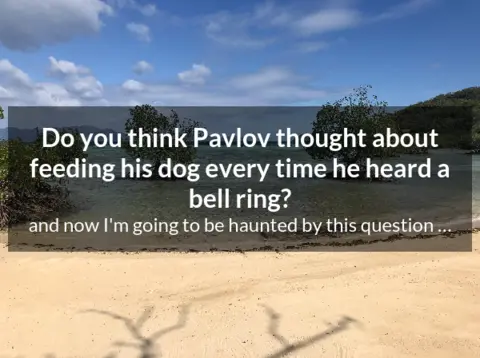 Do you think Pavlov thought about
feeding his dog every time he heard a
bell ring?
and now I'm going to be haunted by this question ...